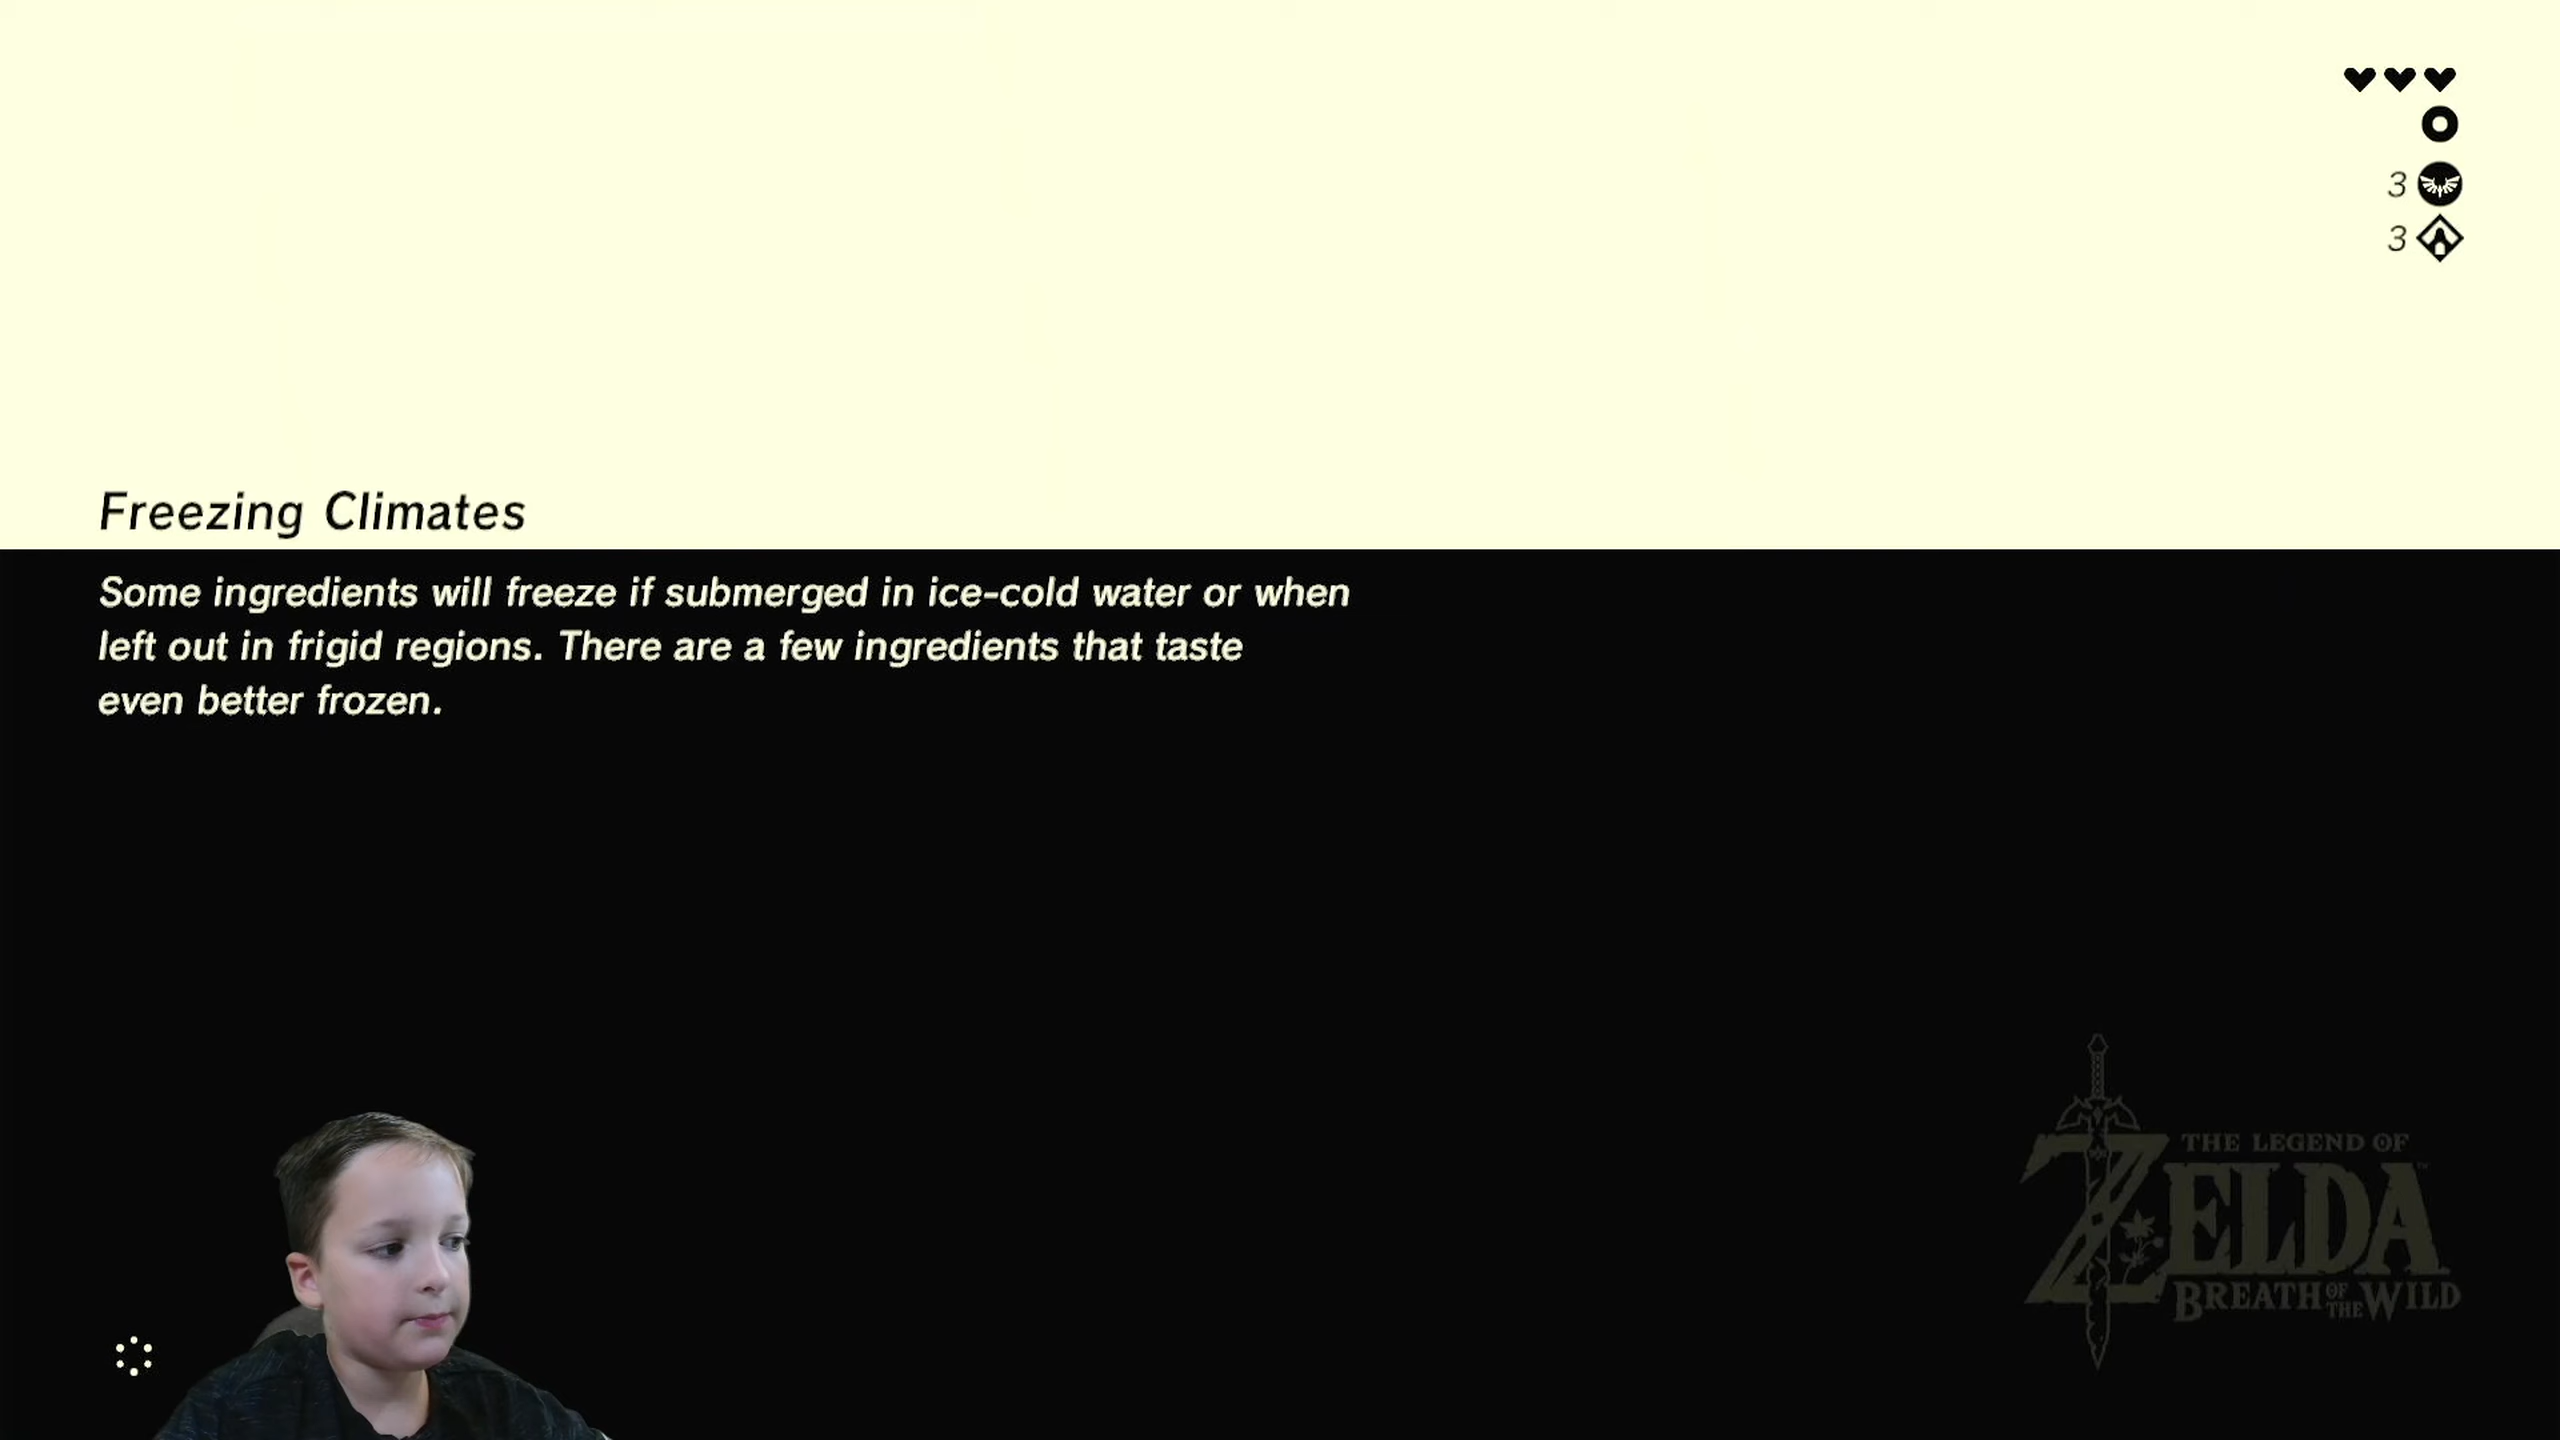 3
3
Freezing Climates
Some ingredients will freeze if submerged in ice-cold water or when
left out in frigid regions. There are a few ingredients that taste
even better frozen.
THE LEGEND OF
ZELDA
BREATH OF THE WILD